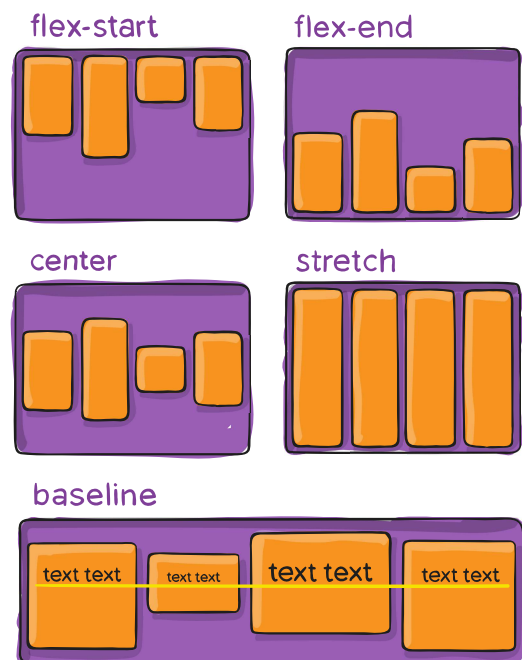 flex-start
flex-end
center
stretch
baseline
text text
text text
text text
text text